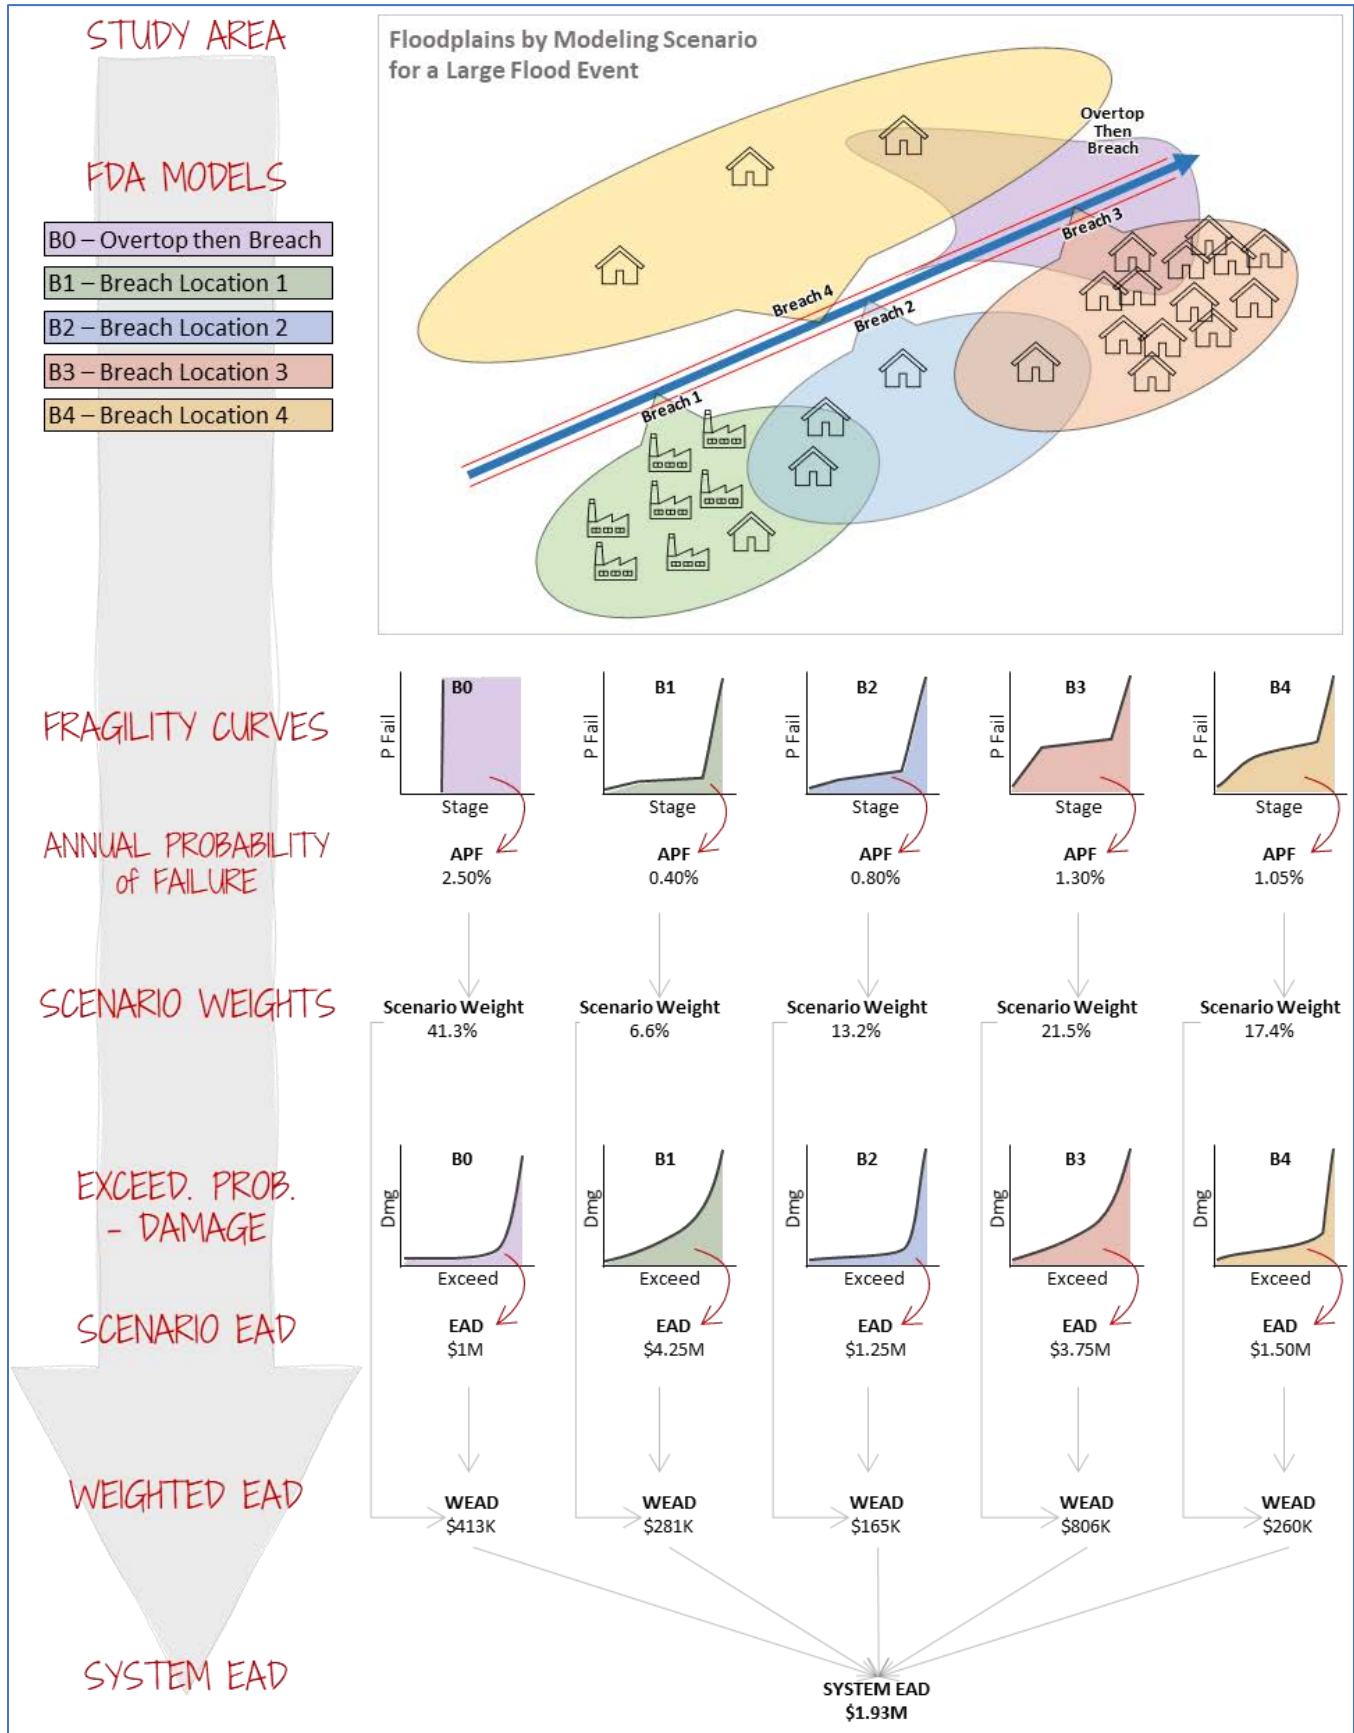 STUDY AREA
Floodplains by Modeling Scenario
for a Large Flood Event
Overtop
Then
Breach
FDA MODELS
B0 – Overtop then Breach
B1 – Breach Location 1
B2 – Breach Location 2
B3 – Breach Location 3
B4 – Breach Location 4
Breach 3
Breach 4
Breach 2
Breach 1
FRAGILITY CURVES
P Fail
B0
Stage
P Fail
B1
Stage
P Fail
B2
Stage
P Fail
B3
Stage
P Fail
B4
Stage
ANNUAL PROBABILITY
of FAILURE
APF
2.50%
APF
0.40%
APF
0.80%
APF
1.30%
APF
1.05%
SCENARIO WEIGHTS
Scenario Weight
41.3%
Scenario Weight
6.6%
Scenario Weight
13.2%
Scenario Weight
21.5%
Scenario Weight
17.4%
EXCEED. PROB.
- DAMAGE
Dmg
B0
Exceed
Dmg
B1
Exceed
Dmg
B2
Exceed
Dmg
B3
Exceed
Dmg
B4
Exceed
SCENARIO EAD
EAD
$1M
EAD
$4.25M
EAD
$1.25M
EAD
$3.75M
EAD
$1.50M
WEIGHTED EAD
WEAD
$413K
WEAD
$281K
WEAD
$165K
WEAD
$806K
WEAD
$260K
SYSTEM EAD
SYSTEM EAD
$1.93M